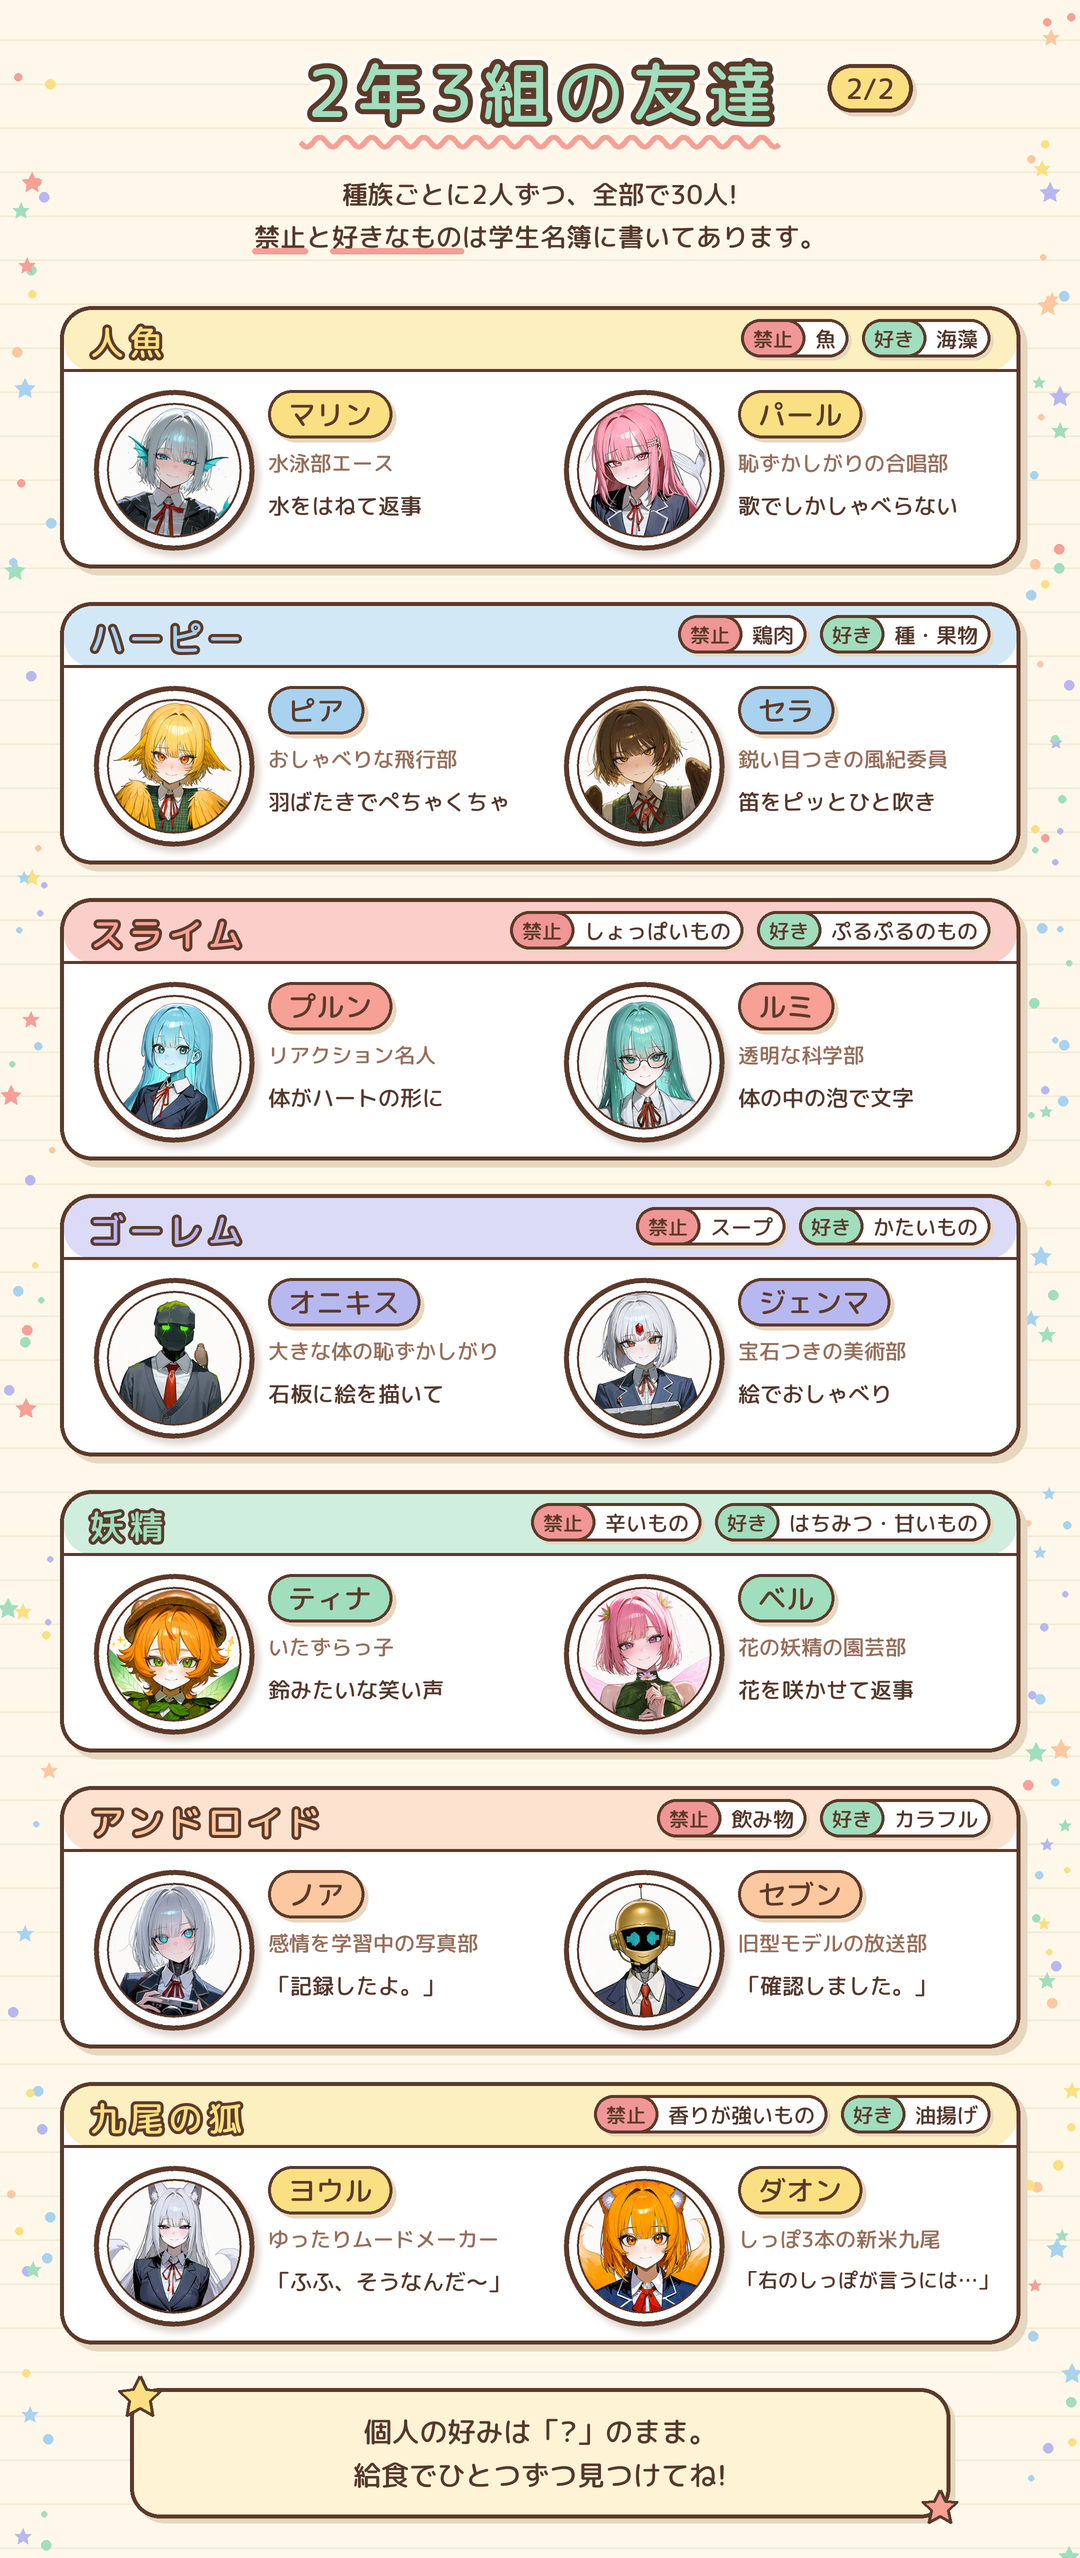 2年3組の友達
2/2
種族ごとに2人ずつ、全部で30人!
禁止と好きなものは学生名簿に書いてあります。
人魚
禁止 魚 好き 海藻
マリン
水泳部エース
水をはねて返事
パール
恥ずかしがりの合唱部
歌でしかしゃべらない
ハーピー
禁止 鶏肉 好き 種・果物
ピア
おしゃべりな飛行部
羽ばたきでぺちゃくちゃ
セラ
鋭い目つきの風紀委員
笛をピッとひと吹き
スライム
禁止 しょっぱいもの 好き ぷるぷるのもの
プルン
リアクション名人
体がハートの形に
ルミ
透明な科学部
体の中の泡で文字
ゴーレム
禁止 スープ 好き かたいもの
オニキス
大きな体の恥ずかしがり
石板に絵を描いて
ジェンマ
宝石つきの美術部
絵でおしゃべり
妖精
禁止 辛いもの 好き はちみつ・甘いもの
ティナ
いたずらっ子
鈴みたいな笑い声
ベル
花の妖精の園芸部
花を咲かせて返事
アンドロイド
禁止 飲み物 好き カラフル
ノア
感情を学習中の写真部
「記録したよ。」
セブン
旧型モデルの放送部
「確認しました。」
九尾の狐
禁止 香りが強いもの 好き 油揚げ
ヨウル
ゆったりムードメーカー
「ふふ、そうなんだ～」
ダオン
しっぽ3本の新米九尾
「右のしっぽが言うには…」
個人の好みは「?」のまま。
給食でひとつずつ見つけてね!